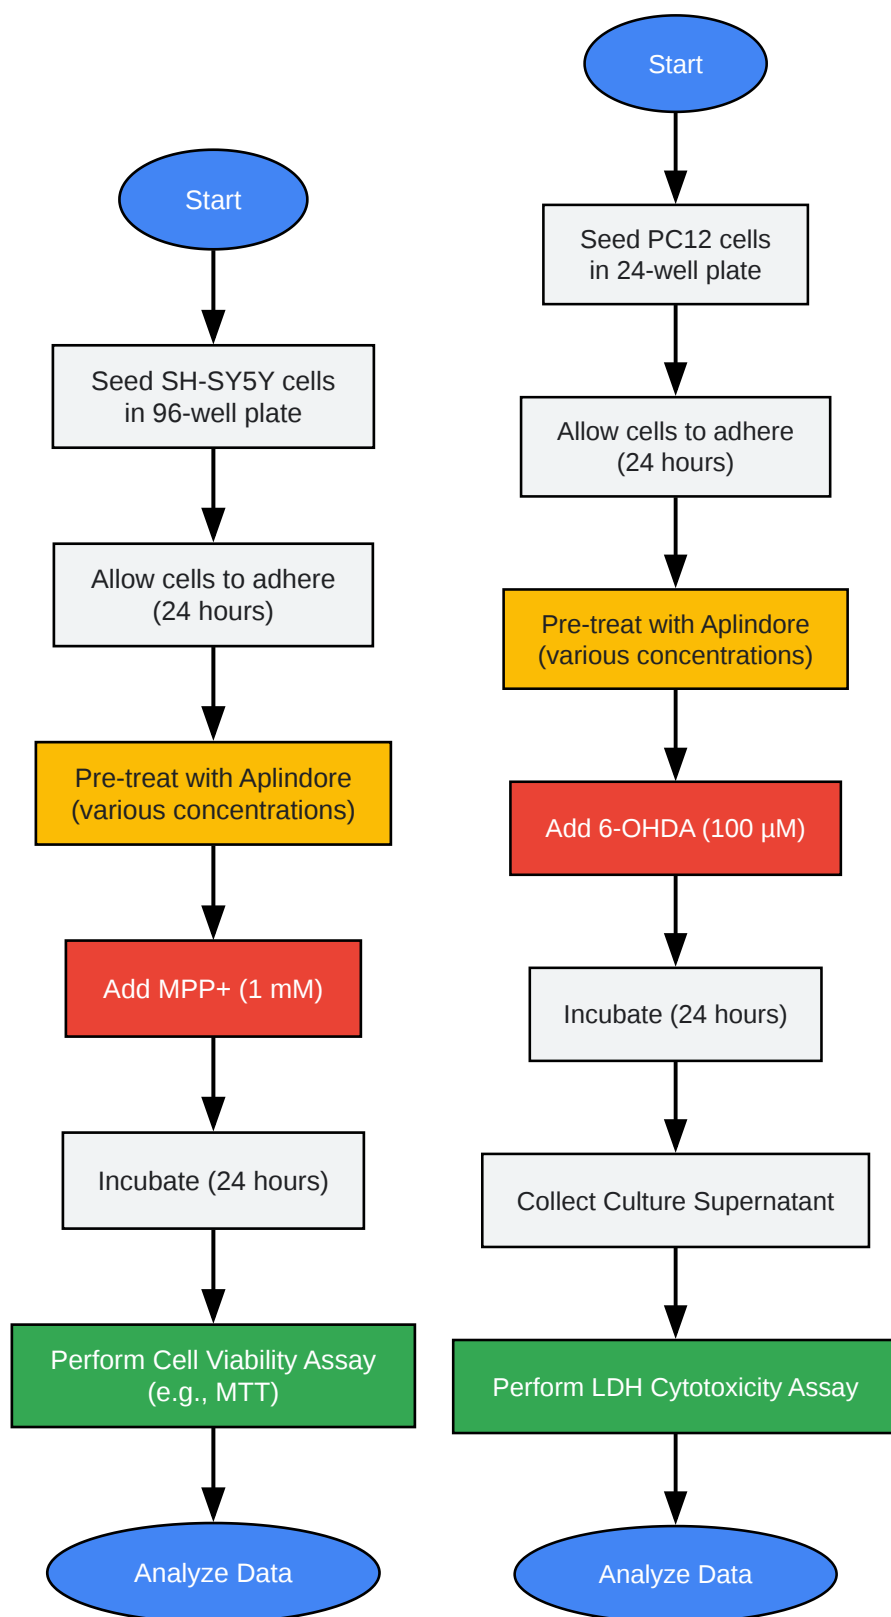 Start
Seed SH-SY5Y cells
in 96-well plate
Allow cells to adhere
(24 hours)
Pre-treat with Aplindore
(various concentrations)
Add MPP+ (1 mM)
Incubate (24 hours)
Perform Cell Viability Assay
(e.g., MTT)
Analyze Data
Start
Seed PC12 cells
in 24-well plate
Allow cells to adhere
(24 hours)
Pre-treat with Aplindore
(various concentrations)
Add 6-OHDA (100 µM)
Incubate (24 hours)
Collect Culture Supernatant
Perform LDH Cytotoxicity Assay
Analyze Data